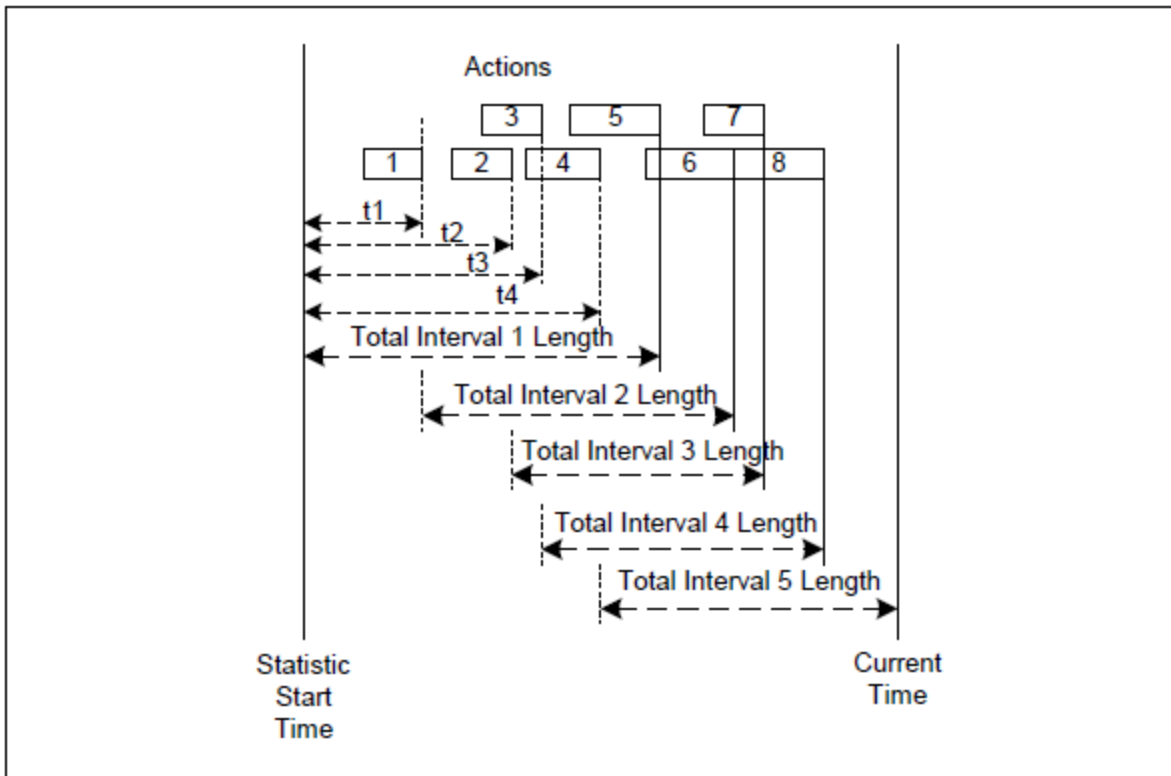 Actions
3 5 7
1 2 4 6 8
t1
t2
t3
t4
Total Interval 1 Length
Total Interval 2 Length
Total Interval 3 Length
Total Interval 4 Length
Total Interval 5 Length
Statistic
Start
Time
Current
Time